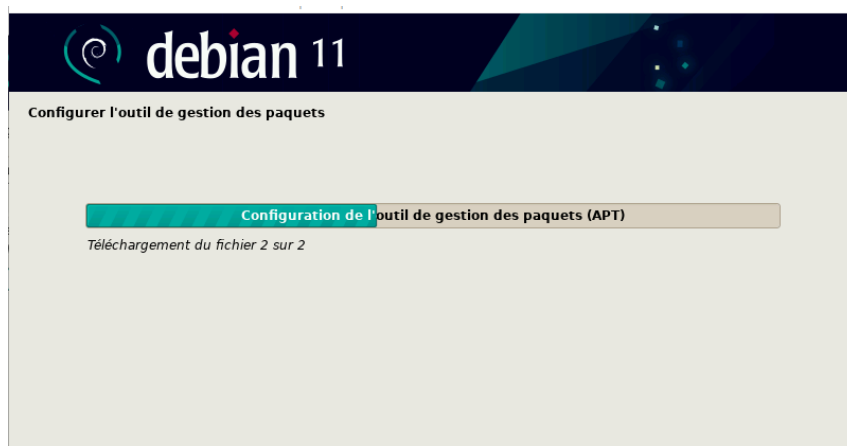 debian 11
Configurer l'outil de gestion des paquets
Configuration de l'outil de gestion des paquets (APT)
Téléchargement du fichier 2 sur 2